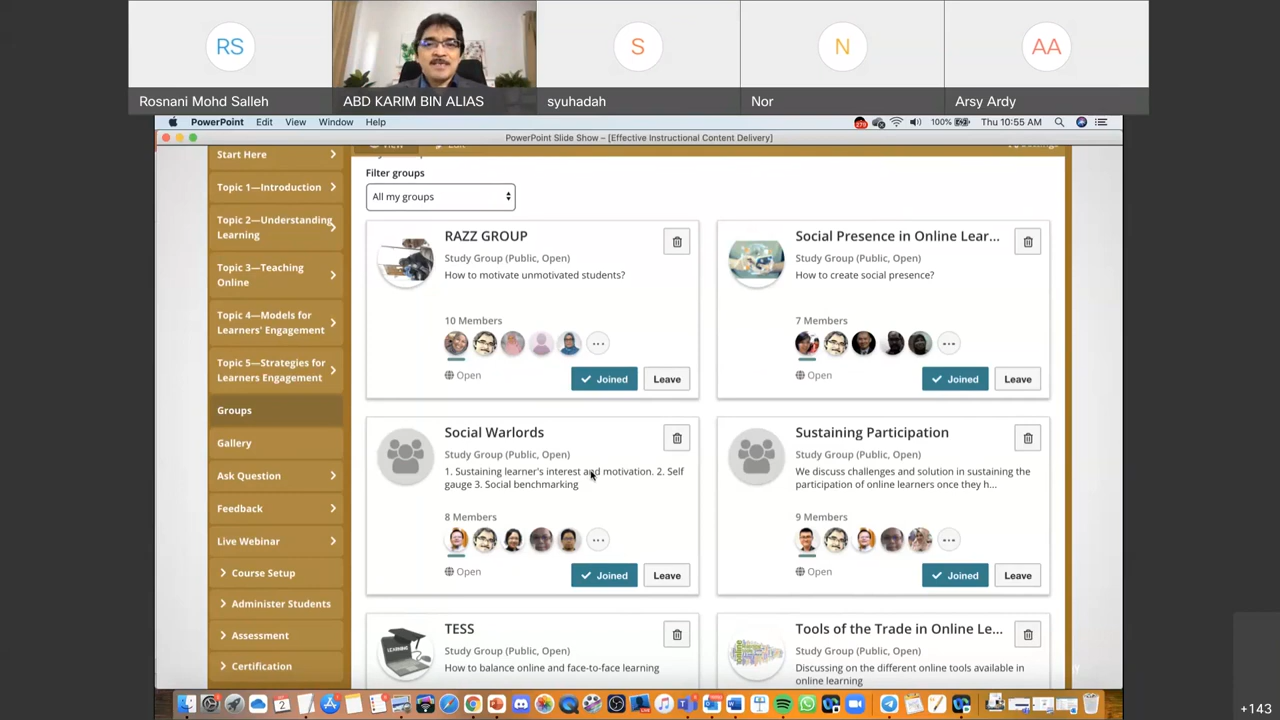 RS
S
N
AA
Rosnani Mohd Salleh
ABD KARIM BIN ALIAS
syuhadah
Nor
Arsy Ardy
PowerPoint Edit View Window Help
100%
Thu 10:55 AM
PowerPoint Slide Show – [Effective Instructional Content Delivery]
Start Here
Topic 1—Introduction
Topic 2—Understanding
Learning
Topic 3—Teaching
Online
Topic 4—Models for
Learners' Engagement
Topic 5—Strategies for
Learners Engagement
Groups
Gallery
Ask Question
Feedback
Live Webinar
Course Setup
Administer Students
Assessment
Certification
Filter groups
All my groups
RAZZ GROUP
Study Group (Public, Open)
How to motivate unmotivated students?
10 Members
Open
Joined
Leave
Social Presence in Online Lear...
Study Group (Public, Open)
How to create social presence?
7 Members
Open
Joined
Leave
Social Warlords
Study Group (Public, Open)
1. Sustaining learner's interest and motivation. 2. Self
gauge 3. Social benchmarking
8 Members
Open
Joined
Leave
Sustaining Participation
Study Group (Public, Open)
We discuss challenges and solution in sustaining the
participation of online learners once they h...
9 Members
Open
Joined
Leave
TESS
Study Group (Public, Open)
How to balance online and face-to-face learning
Tools of the Trade in Online Le...
Study Group (Public, Open)
Discussing on the different online tools available in
online learning
+143